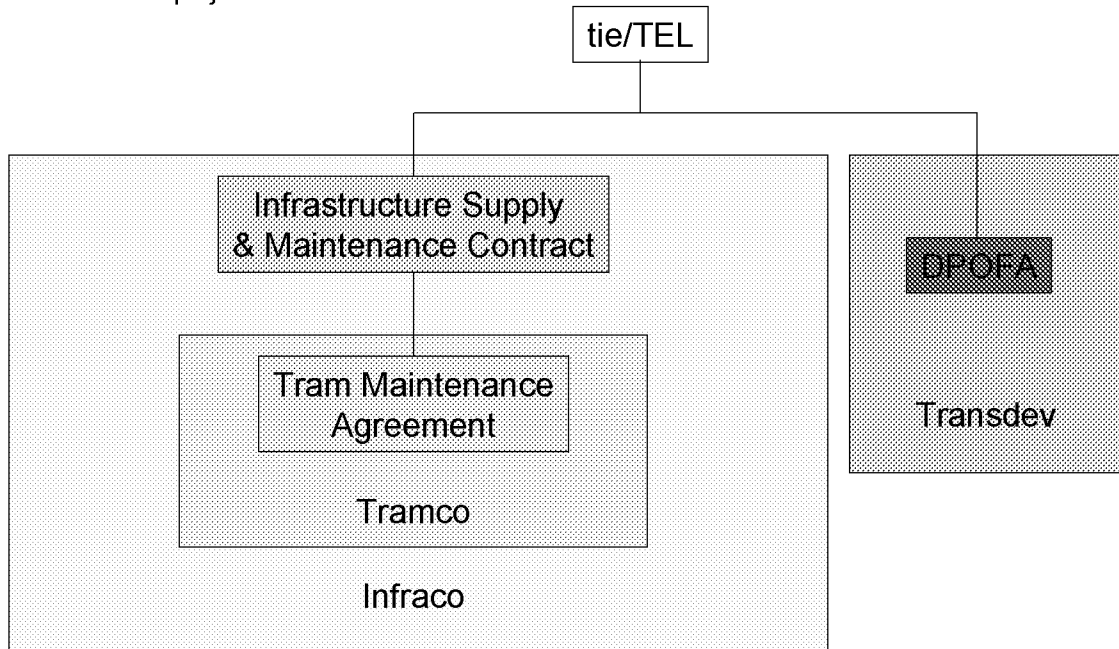 tie/TEL
Infrastructure Supply
& Maintenance Contract
DPOFA
Tram Maintenance
Agreement
Transdev
Tramco
Infraco